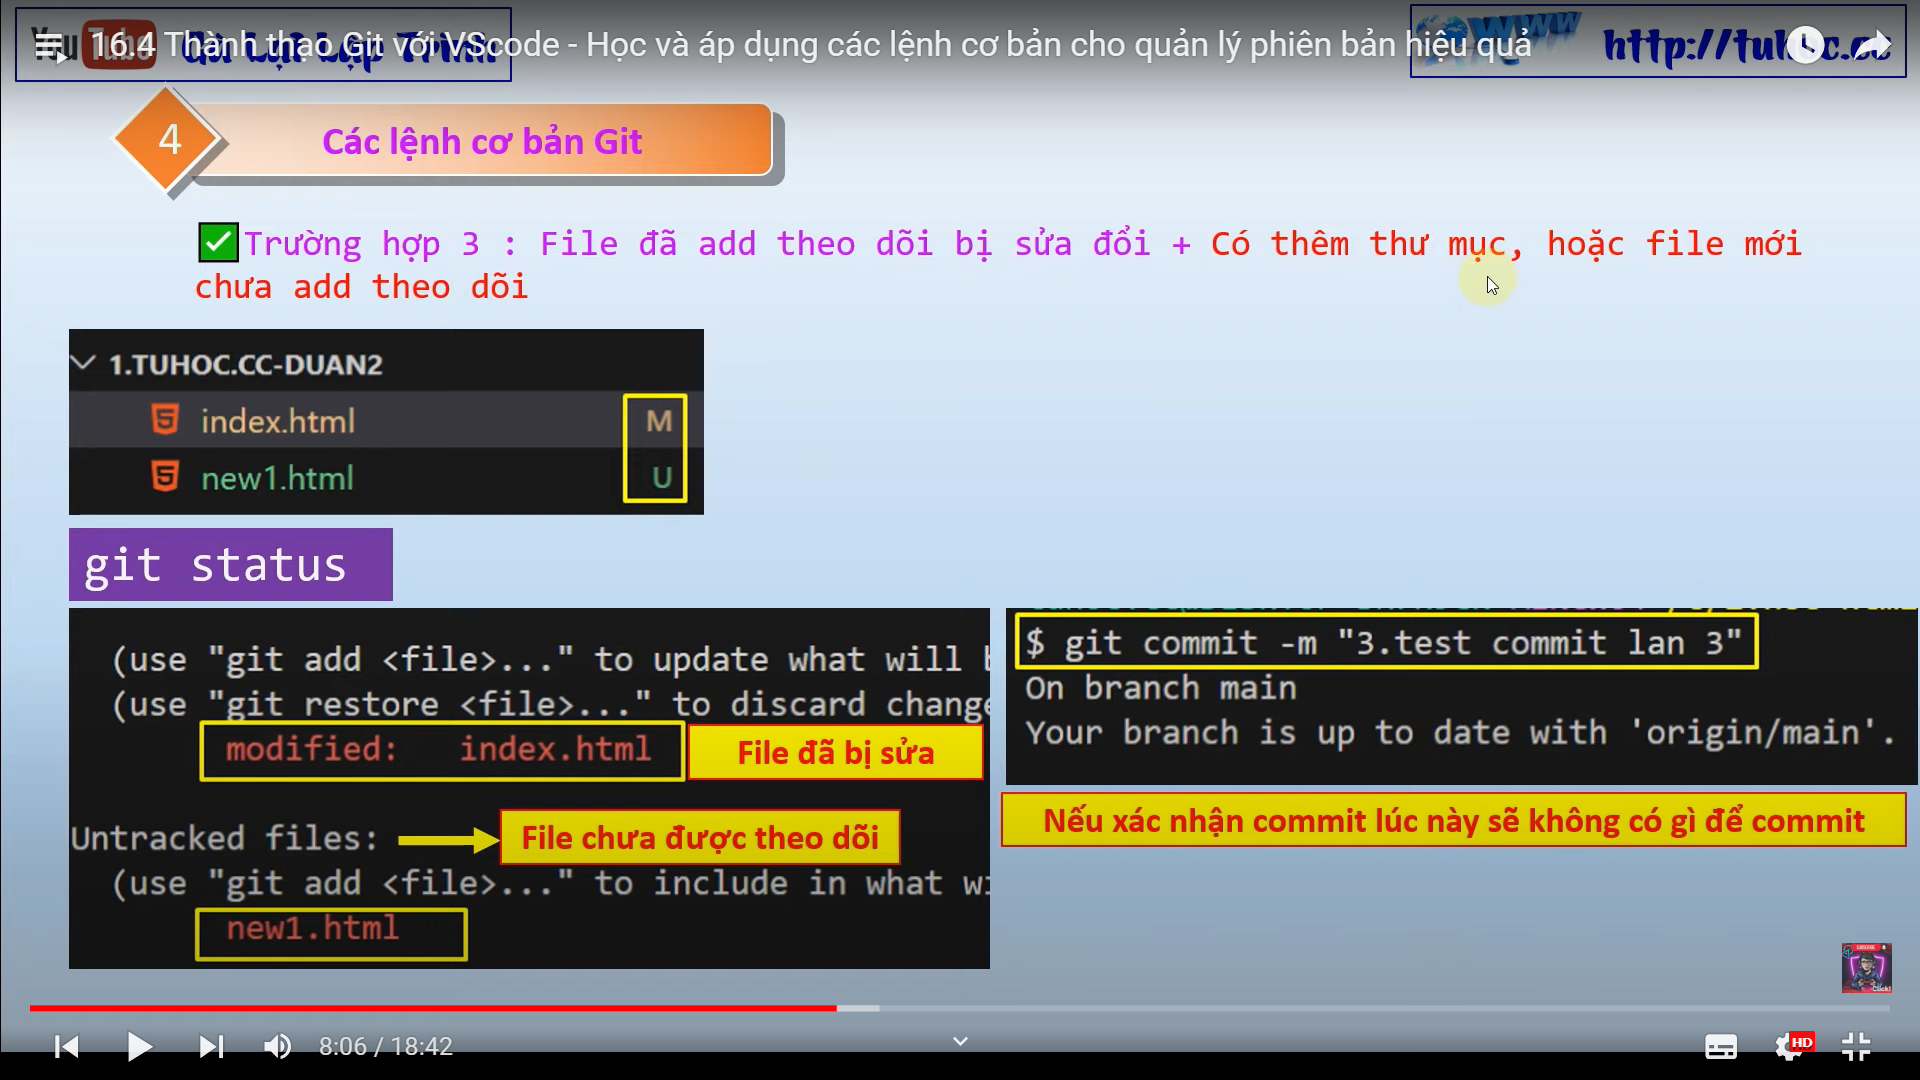 16.4 Thành thạo Git với VScode - Học và áp dụng các lệnh cơ bản cho quản lý phiên bản hiệu quả
4
Các lệnh cơ bản Git
Trường hợp 3 : File đã add theo dõi bị sửa đổi + Có thêm thư mục, hoặc file mới
chưa add theo dõi
1.TUHOC.CC-DUAN2
index.html M
new1.html U
git status
(use "git add <file>..." to update what will
(use "git restore <file>..." to discard change
modified: index.html
File đã bị sửa
Untracked files:
File chưa được theo dõi
(use "git add <file>..." to include in what wi
new1.html
$ git commit -m "3.test commit lan 3"
On branch main
Your branch is up to date with 'origin/main'.
Nếu xác nhận commit lúc này sẽ không có gì để commit
8:06 / 18:42
HD